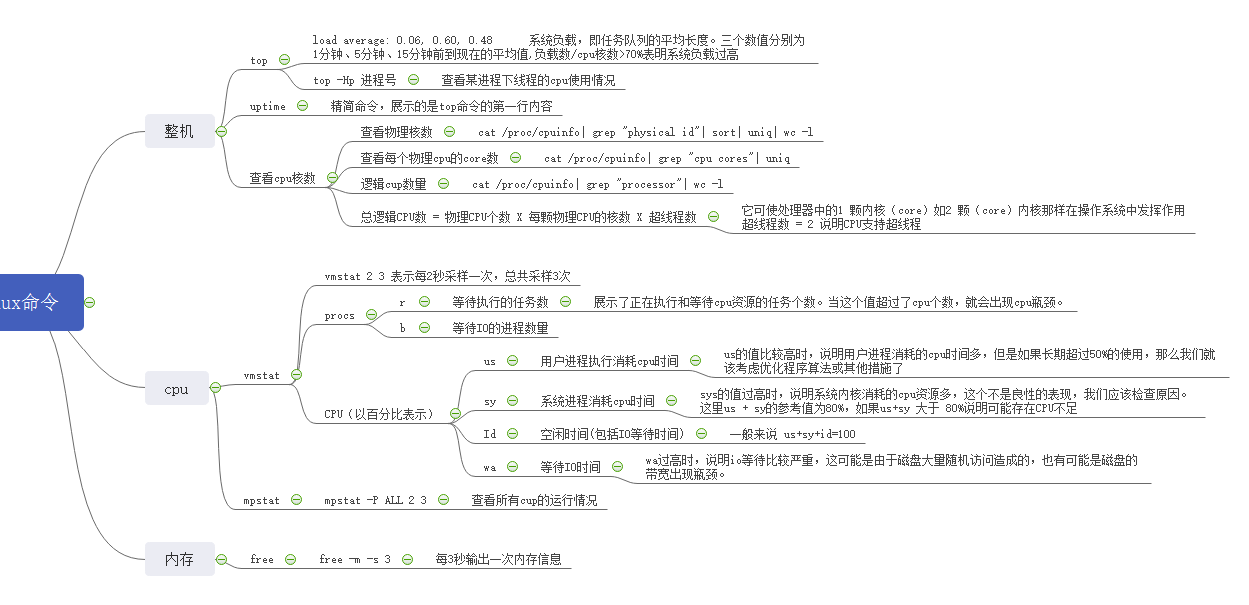 ux命令
整机
top
load average: 0.06, 0.60, 0.48 系统负载，即任务队列的平均长度。三个数值分别为
1分钟、5分钟、15分钟前到现在的平均值,负载数/cpu核数>70%表明系统负载过高
top -Hp 进程号 查看某进程下线程的cpu使用情况
uptime 精简命令，展示的是top命令的第一行内容
查看cpu核数
查看物理核数 cat /proc/cpuinfo| grep "physical id"| sort| uniq| wc -l
查看每个物理cpu的core数 cat /proc/cpuinfo| grep "cpu cores"| uniq
逻辑cup数量 cat /proc/cpuinfo| grep "processor"| wc -l
总逻辑CPU数 = 物理CPU个数 X 每颗物理CPU的核数 X 超线程数
它可使处理器中的1 颗内核（core）如2 颗（core）内核那样在操作系统中发挥作用
超线程数 = 2 说明CPU支持超线程
cpu
vmstat
vmstat 2 3 表示每2秒采样一次，总共采样3次
procs
r 等待执行的任务数 展示了正在执行和等待cpu资源的任务个数。当这个值超过了cpu个数，就会出现cpu瓶颈。
b 等待IO的进程数量
CPU（以百分比表示）
us 用户进程执行消耗cpu时间
us的值比较高时，说明用户进程消耗的cpu时间多，但是如果长期超过50%的使用，那么我们就
该考虑优化程序算法或其他措施了
sy 系统进程消耗cpu时间
sys的值过高时，说明系统内核消耗的cpu资源多，这个不是良性的表现，我们应该检查原因。
这里us + sy的参考值为80%，如果us+sy 大于 80%说明可能存在CPU不足
Id 空闲时间(包括IO等待时间) 一般来说 us+sy+id=100
wa 等待IO时间
wa过高时，说明io等待比较严重，这可能是由于磁盘大量随机访问造成的，也有可能是磁盘的
带宽出现瓶颈。
mpstat mpstat -P ALL 2 3 查看所有cup的运行情况
内存
free free -m -s 3 每3秒输出一次内存信息